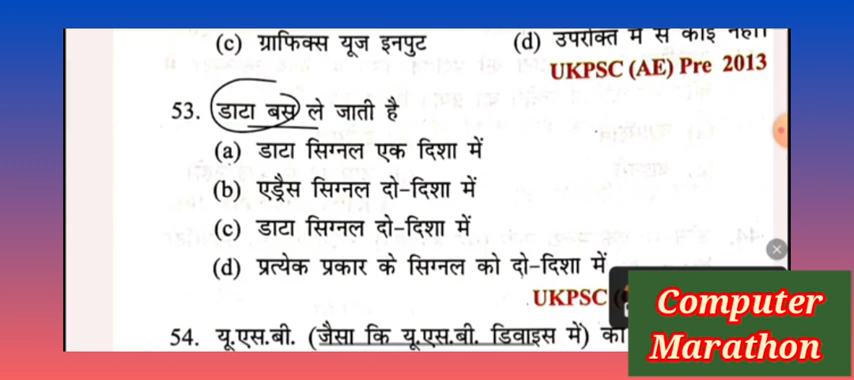 (c) ग्राफिक्स यूज इनपुट (d) उपरोक्त में से कोई नहीं
UKPSC (AE) Pre 2013
53. डाटा बस ले जाती है
(a) डाटा सिग्नल एक दिशा में
(b) एड्रैस सिग्नल दो-दिशा में
(c) डाटा सिग्नल दो-दिशा में
(d) प्रत्येक प्रकार के सिग्नल को दो-दिशा में
UKPSC
54. यू.एस.बी. (जैसा कि यू.एस.बी. डिवाइस में) का
Computer
Marathon